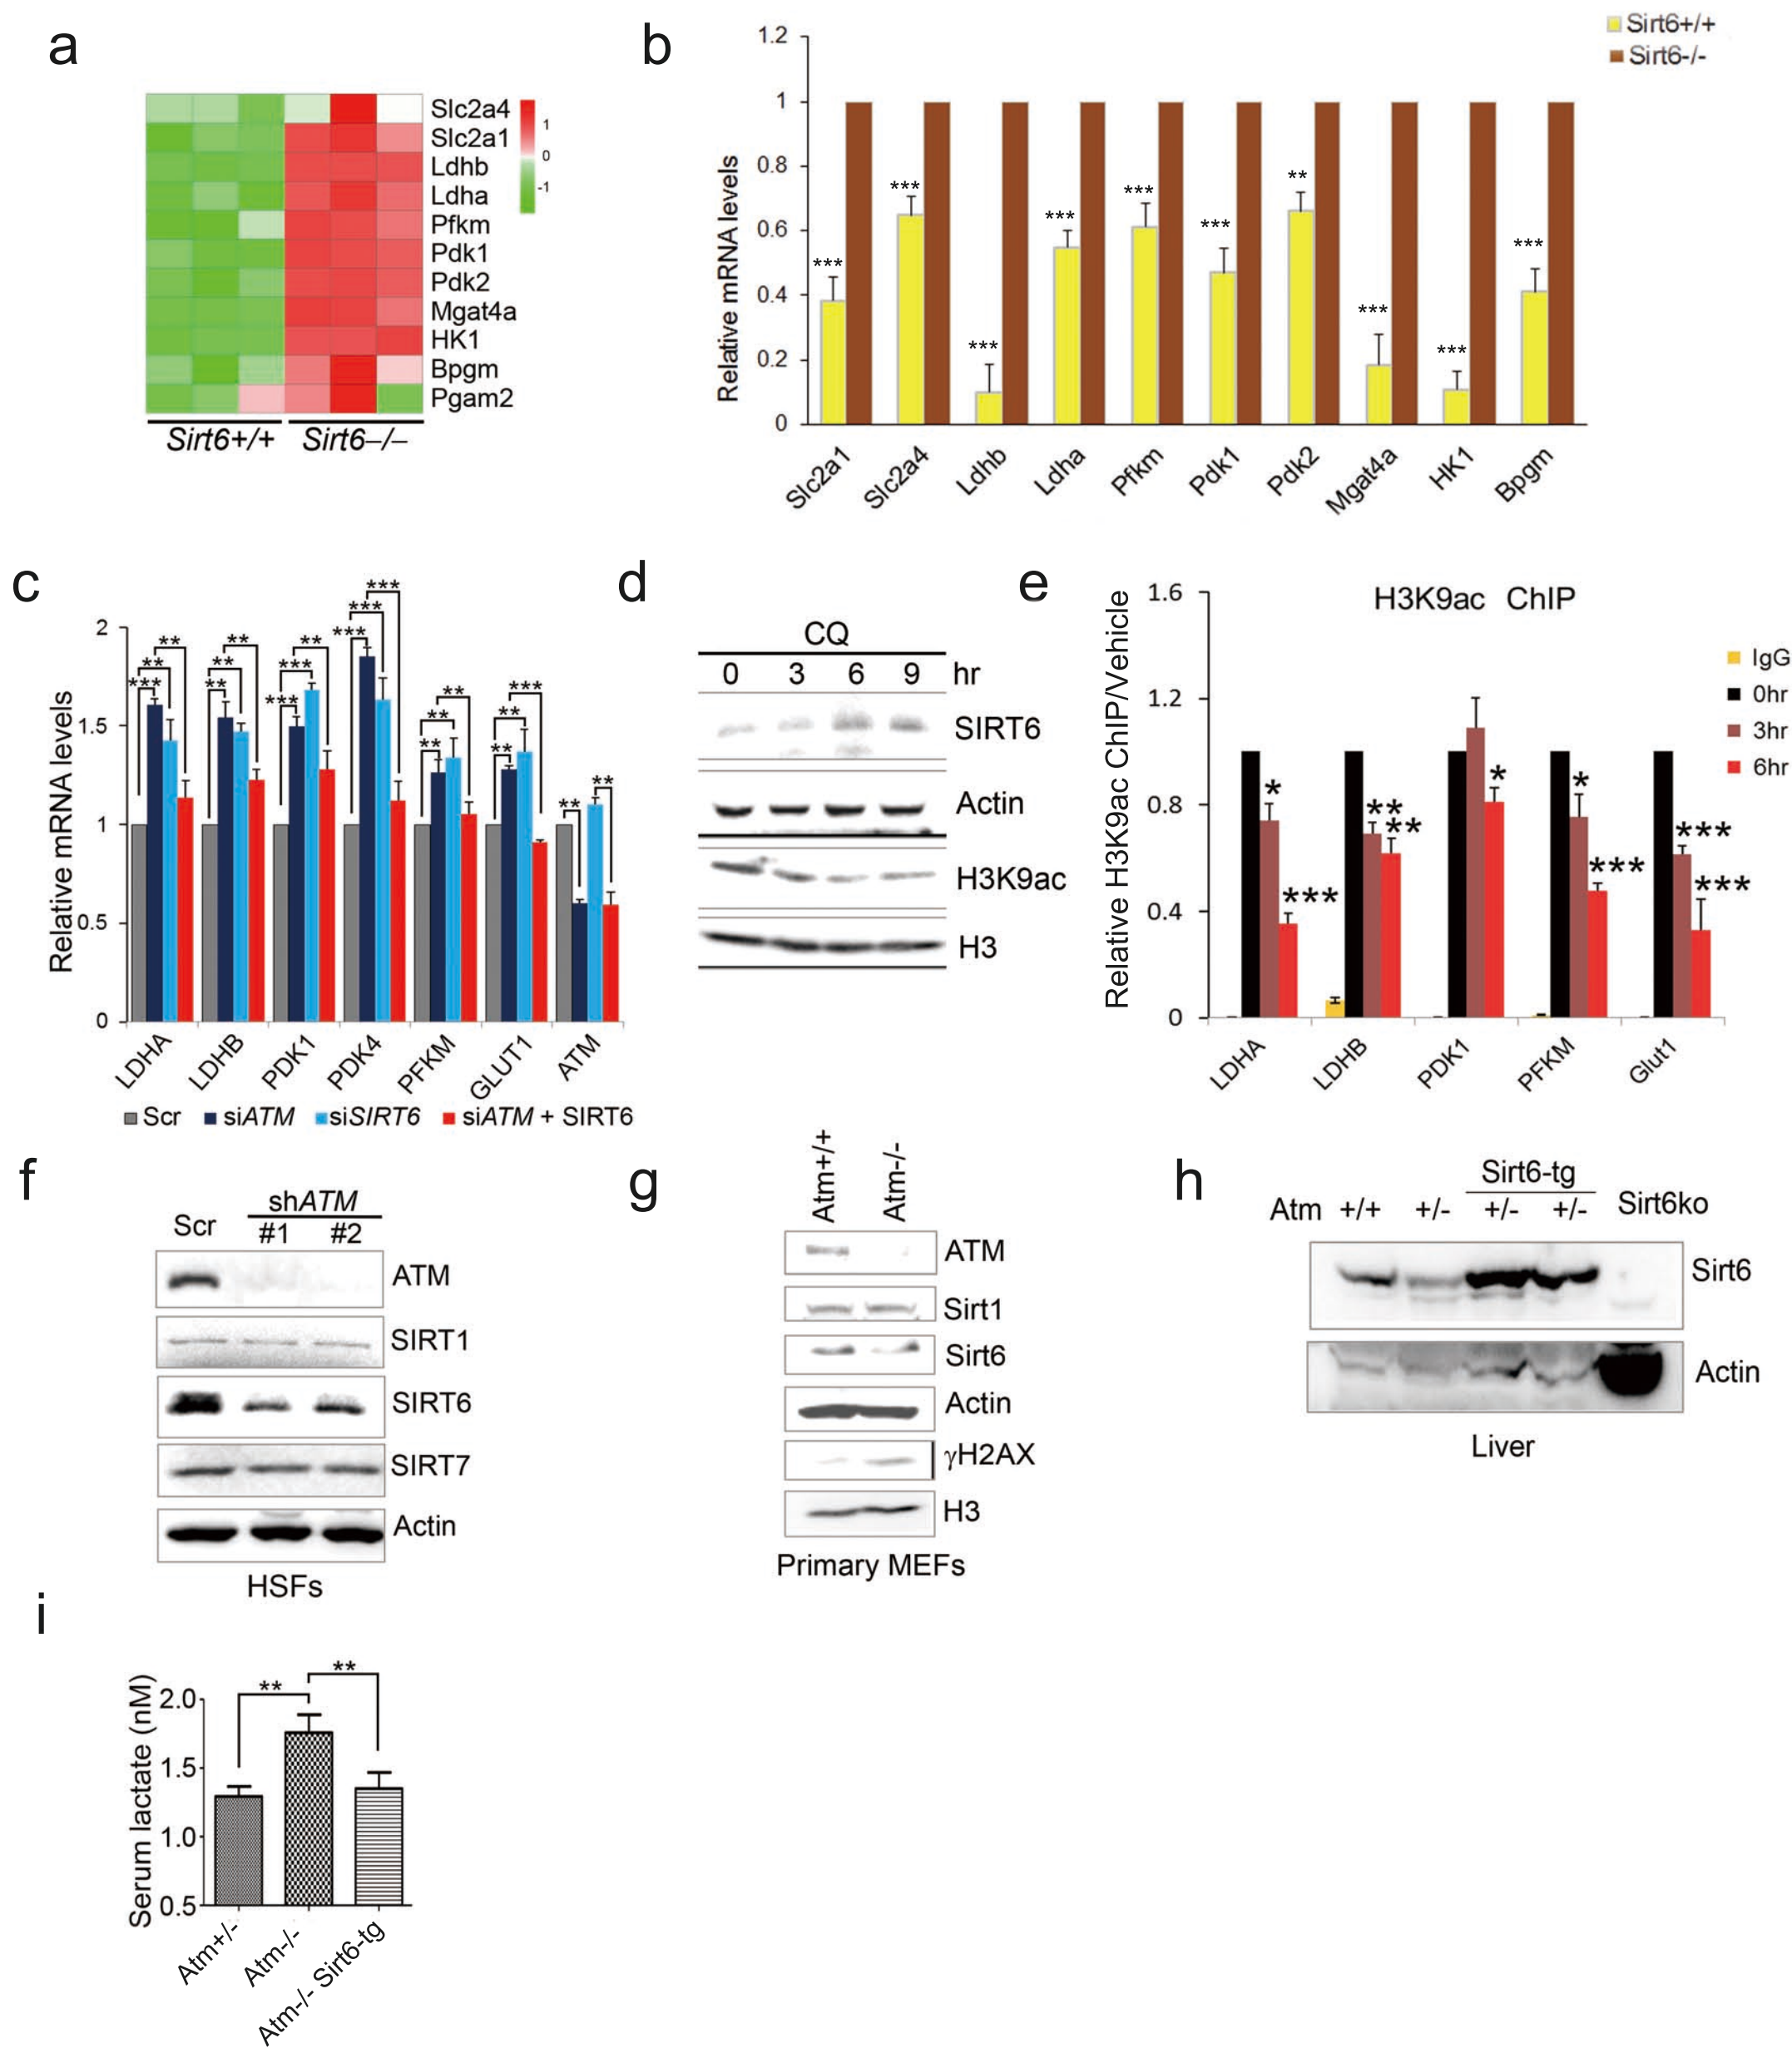 a
Slc2a4
Slc2a1
Ldhb
Ldha
Pfkm
Pdk1
Pdk2
Mgat4a
HK1
Bpgm
Pgam2
1
0
-1
Sirt6+/+ Sirt6–/–
b
Sirt6+/+
Sirt6-/-
Relative mRNA levels
1.2
1
0.8
0.6
0.4
0.2
0
*** *** *** *** *** *** ** *** *** ***
Slc2a1 Slc2a4 Ldhb Ldha Pfkm Pdk1 Pdk2 Mgat4a HK1 Bpgm
c
Relative mRNA levels
2
1.5
1
0.5
0
*** ** **
** ** **
*** *** **
*** *** ***
** ** **
** ** ***
** **
LDHA LDHB PDK1 PDK4 PFKM GLUT1 ATM
Scr siATM siSIRT6 siATM + SIRT6
d
CQ
0 3 6 9 hr
SIRT6
Actin
H3K9ac
H3
e
H3K9ac ChIP
Relative H3K9ac ChIP/Vehicle
1.6
1.2
0.8
0.4
0
IgG
0hr
3hr
6hr
* ***
** **
*
* ***
*** ***
LDHA LDHB PDK1 PFKM Glut1
f
shATM
Scr #1 #2
ATM
SIRT1
SIRT6
SIRT7
Actin
HSFs
g
Atm+/+ Atm-/-
ATM
Sirt1
Sirt6
Actin
γH2AX
H3
Primary MEFs
h
Sirt6-tg
Atm +/+ +/- +/- +/- Sirt6ko
Sirt6
Actin
Liver
i
Serum lactate (nM)
2.0
1.5
1.0
0.5
** **
Atm+/- Atm-/- Atm-/- Sirt6-tg